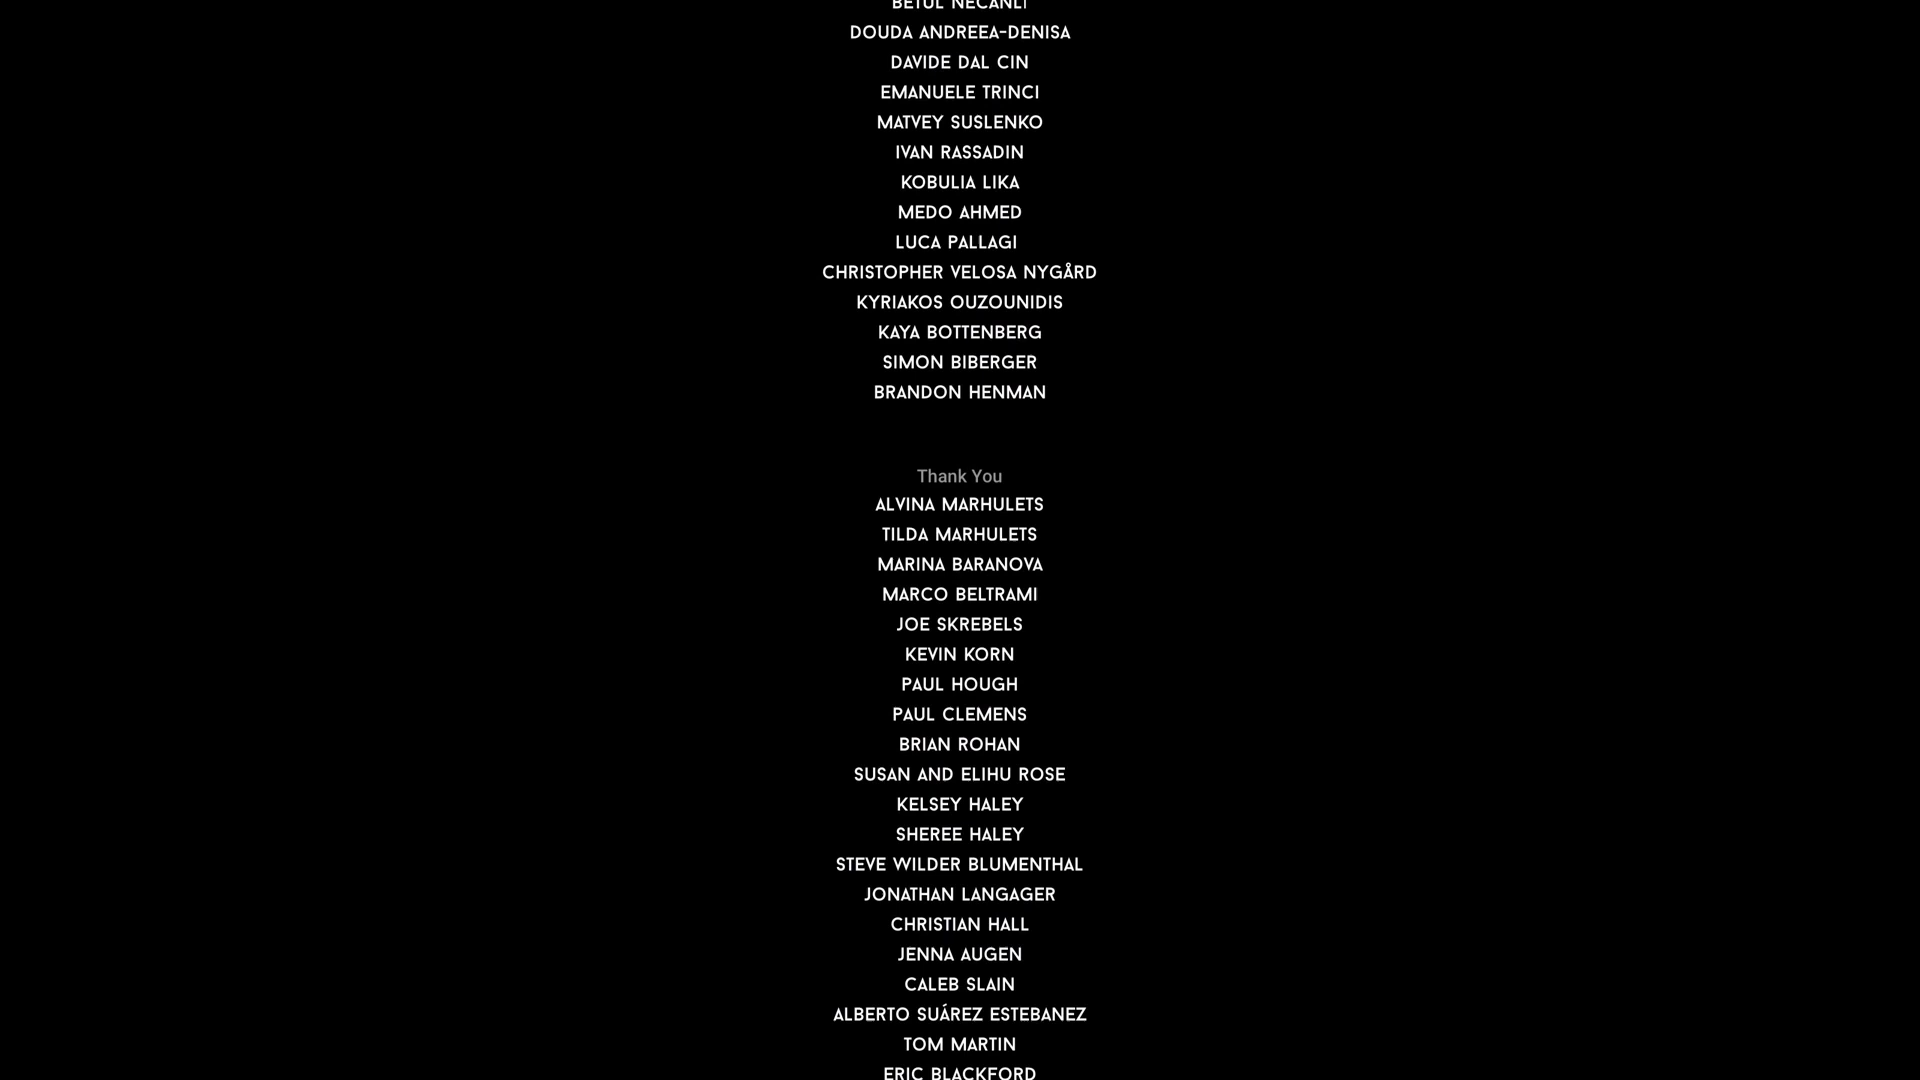 BETUL NECANLI
DOUDA ANDREEA-DENISA
DAVIDE DAL CIN
EMANUELE TRINCI
MATVEY SUSLENKO
IVAN RASSADIN
KOBULIA LIKA
MEDO AHMED
LUCA PALLAGI
CHRISTOPHER VELOSA NYGÅRD
KYRIAKOS OUZOUNIDIS
KAYA BOTTENBERG
SIMON BIBERGER
BRANDON HENMAN
Thank You
ALVINA MARHULETS
TILDA MARHULETS
MARINA BARANOVA
MARCO BELTRAMI
JOE SKREBELS
KEVIN KORN
PAUL HOUGH
PAUL CLEMENS
BRIAN ROHAN
SUSAN AND ELIHU ROSE
KELSEY HALEY
SHEREE HALEY
STEVE WILDER BLUMENTHAL
JONATHAN LANGAGER
CHRISTIAN HALL
JENNA AUGEN
CALEB SLAIN
ALBERTO SUÁREZ ESTEBANEZ
TOM MARTIN
ERIC BLACKFORD